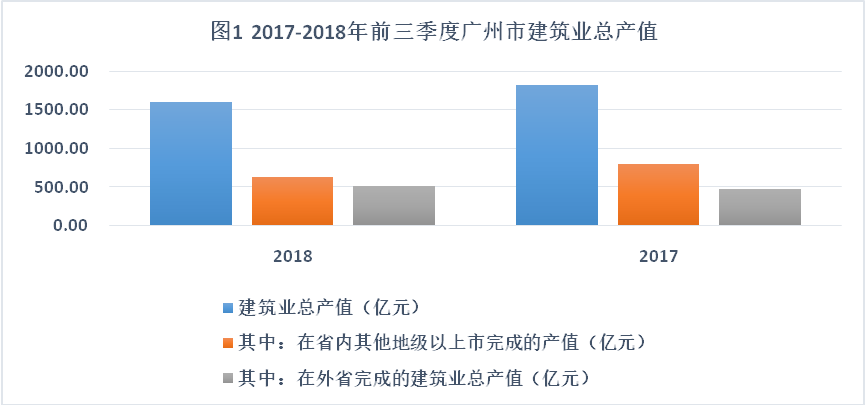 图1 2017-2018年前三季度广州市建筑业总产值
2000.00
1500.00
1000.00
500.00
0.00
2018 2017
建筑业总产值（亿元）
其中：在省内其他地级以上市完成的产值（亿元）
其中：在外省完成的建筑业总产值（亿元）